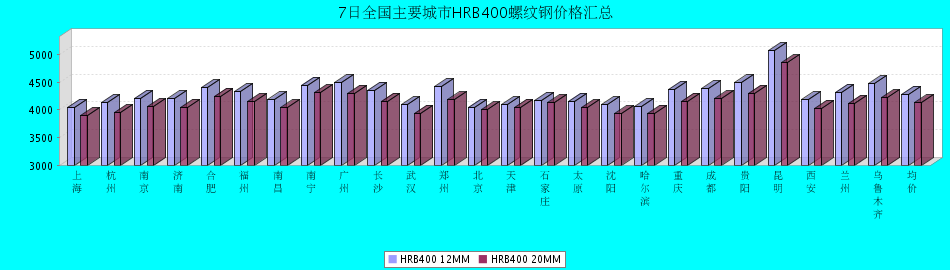 7日全国主要城市HRB400螺纹钢价格汇总
5000
4500
4000
3500
3000
上海 杭州 南京 济南 合肥 福州 南昌 南宁 广州 长沙 武汉 郑州 北京 天津 石家庄 太原 沈阳 哈尔滨 重庆 成都 贵阳 昆明 西安 兰州 乌鲁木齐 均价
HRB400 12MM HRB400 20MM